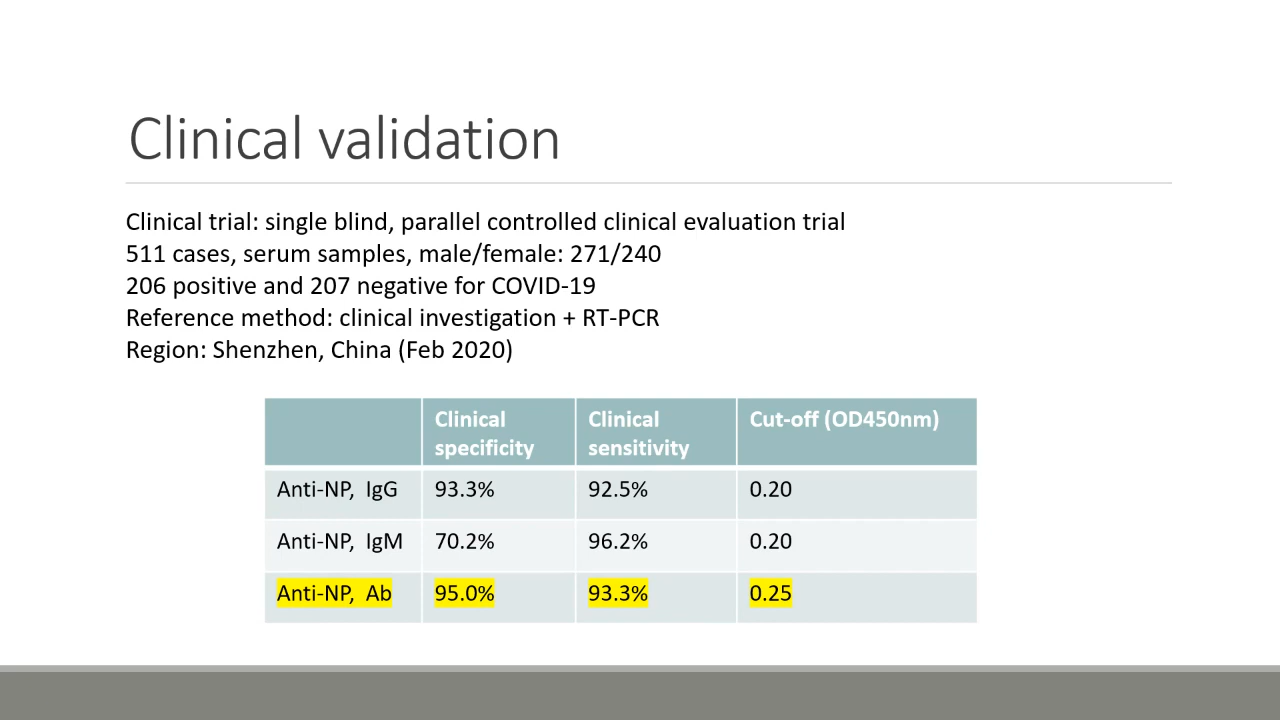 Clinical validation
Clinical trial: single blind, parallel controlled clinical evaluation trial
511 cases, serum samples, male/female: 271/240
206 positive and 207 negative for COVID-19
Reference method: clinical investigation + RT-PCR
Region: Shenzhen, China (Feb 2020)
Clinical specificity Clinical sensitivity Cut-off (OD450nm)
Anti-NP, IgG 93.3% 92.5% 0.20
Anti-NP, IgM 70.2% 96.2% 0.20
Anti-NP, Ab 95.0% 93.3% 0.25